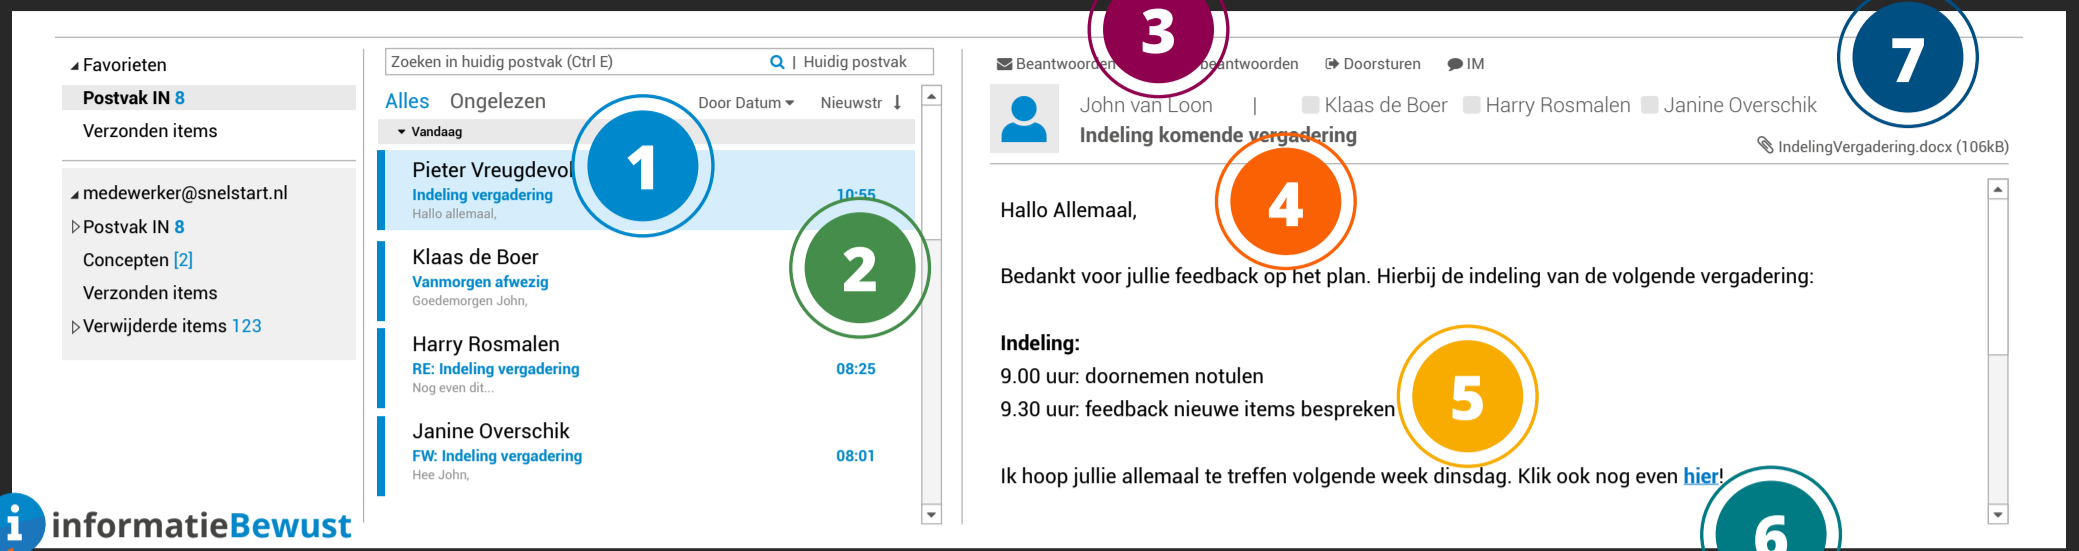 Favorieten
Postvak IN 8
Verzonden items
medewerker@snelstart.nl
Postvak IN 8
Concepten [2]
Verzonden items
Verwijderde items 123
informatieBewust
Zoeken in huidig postvak (Ctrl E) | Huidig postvak
Alles Ongelezen Door Datum Nieuwstr
Vandaag
Pieter Vreugdevol
Indeling vergadering 10:55
Hallo allemaal,
Klaas de Boer
Vanmorgen afwezig
Goedemorgen John,
Harry Rosmalen
RE: Indeling vergadering 08:25
Nog even dit...
Janine Overschik
FW: Indeling vergadering 08:01
Hee John,
1
2
3
7
Beantwoorden beantwoorden Doorsturen IM
John van Loon | Klaas de Boer Harry Rosmalen Janine Overschik
Indeling komende vergadering
IndelingVergadering.docx (106kB)
4
Hallo Allemaal,
Bedankt voor jullie feedback op het plan. Hierbij de indeling van de volgende vergadering:
Indeling:
9.00 uur: doornemen notulen
9.30 uur: feedback nieuwe items bespreken
5
Ik hoop jullie allemaal te treffen volgende week dinsdag. Klik ook nog even hier!
6